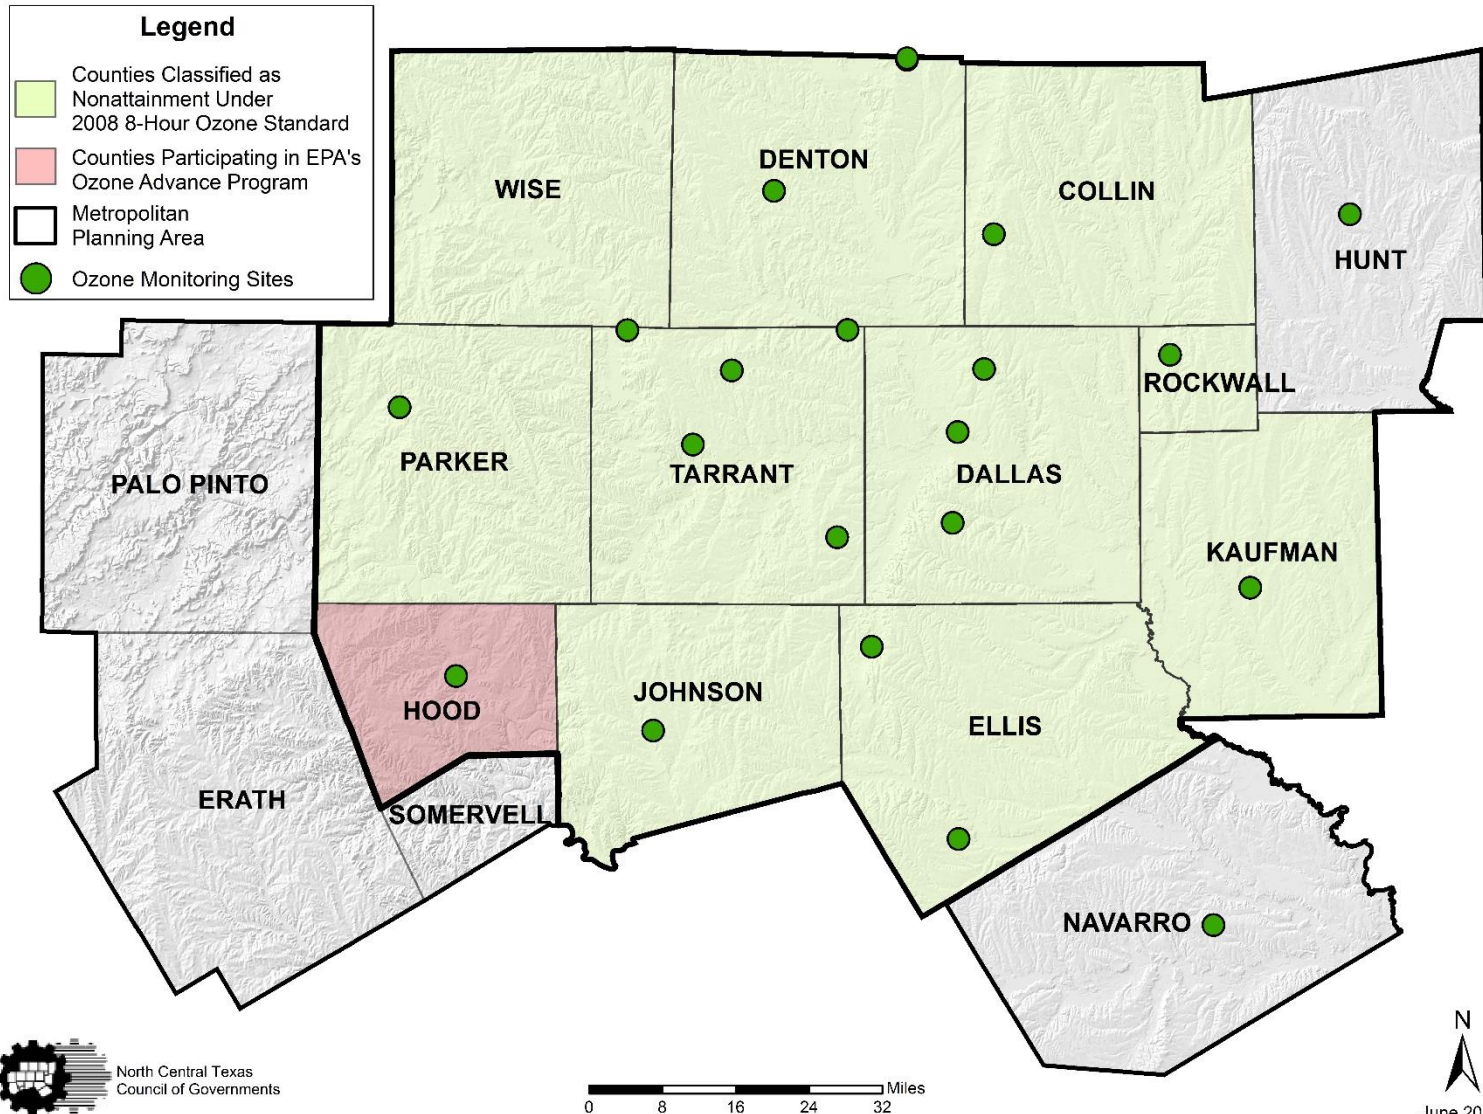 Legend
Counties Classified as
Nonattainment Under
2008 8-Hour Ozone Standard
Counties Participating in EPA's
Ozone Advance Program
Metropolitan
Planning Area
Ozone Monitoring Sites
WISE
DENTON
COLLIN
HUNT
ROCKWALL
PALO PINTO
PARKER
TARRANT
DALLAS
KAUFMAN
HOOD
JOHNSON
ELLIS
ERATH
SOMERVELL
NAVARRO
North Central Texas
Council of Governments
Miles
0 8 16 24 32
N
June 20